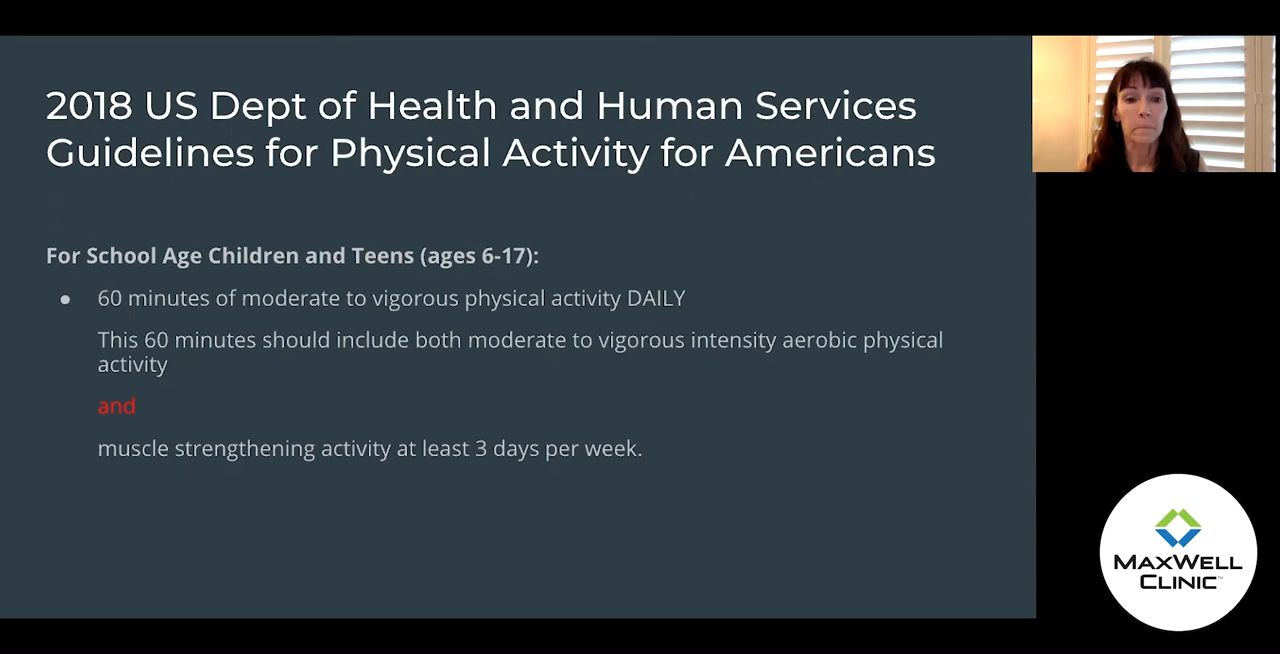 2018 US Dept of Health and Human Services
Guidelines for Physical Activity for Americans
For School Age Children and Teens (ages 6-17):
● 60 minutes of moderate to vigorous physical activity DAILY
This 60 minutes should include both moderate to vigorous intensity aerobic physical
activity
and
muscle strengthening activity at least 3 days per week.
MAXWELL
CLINIC™